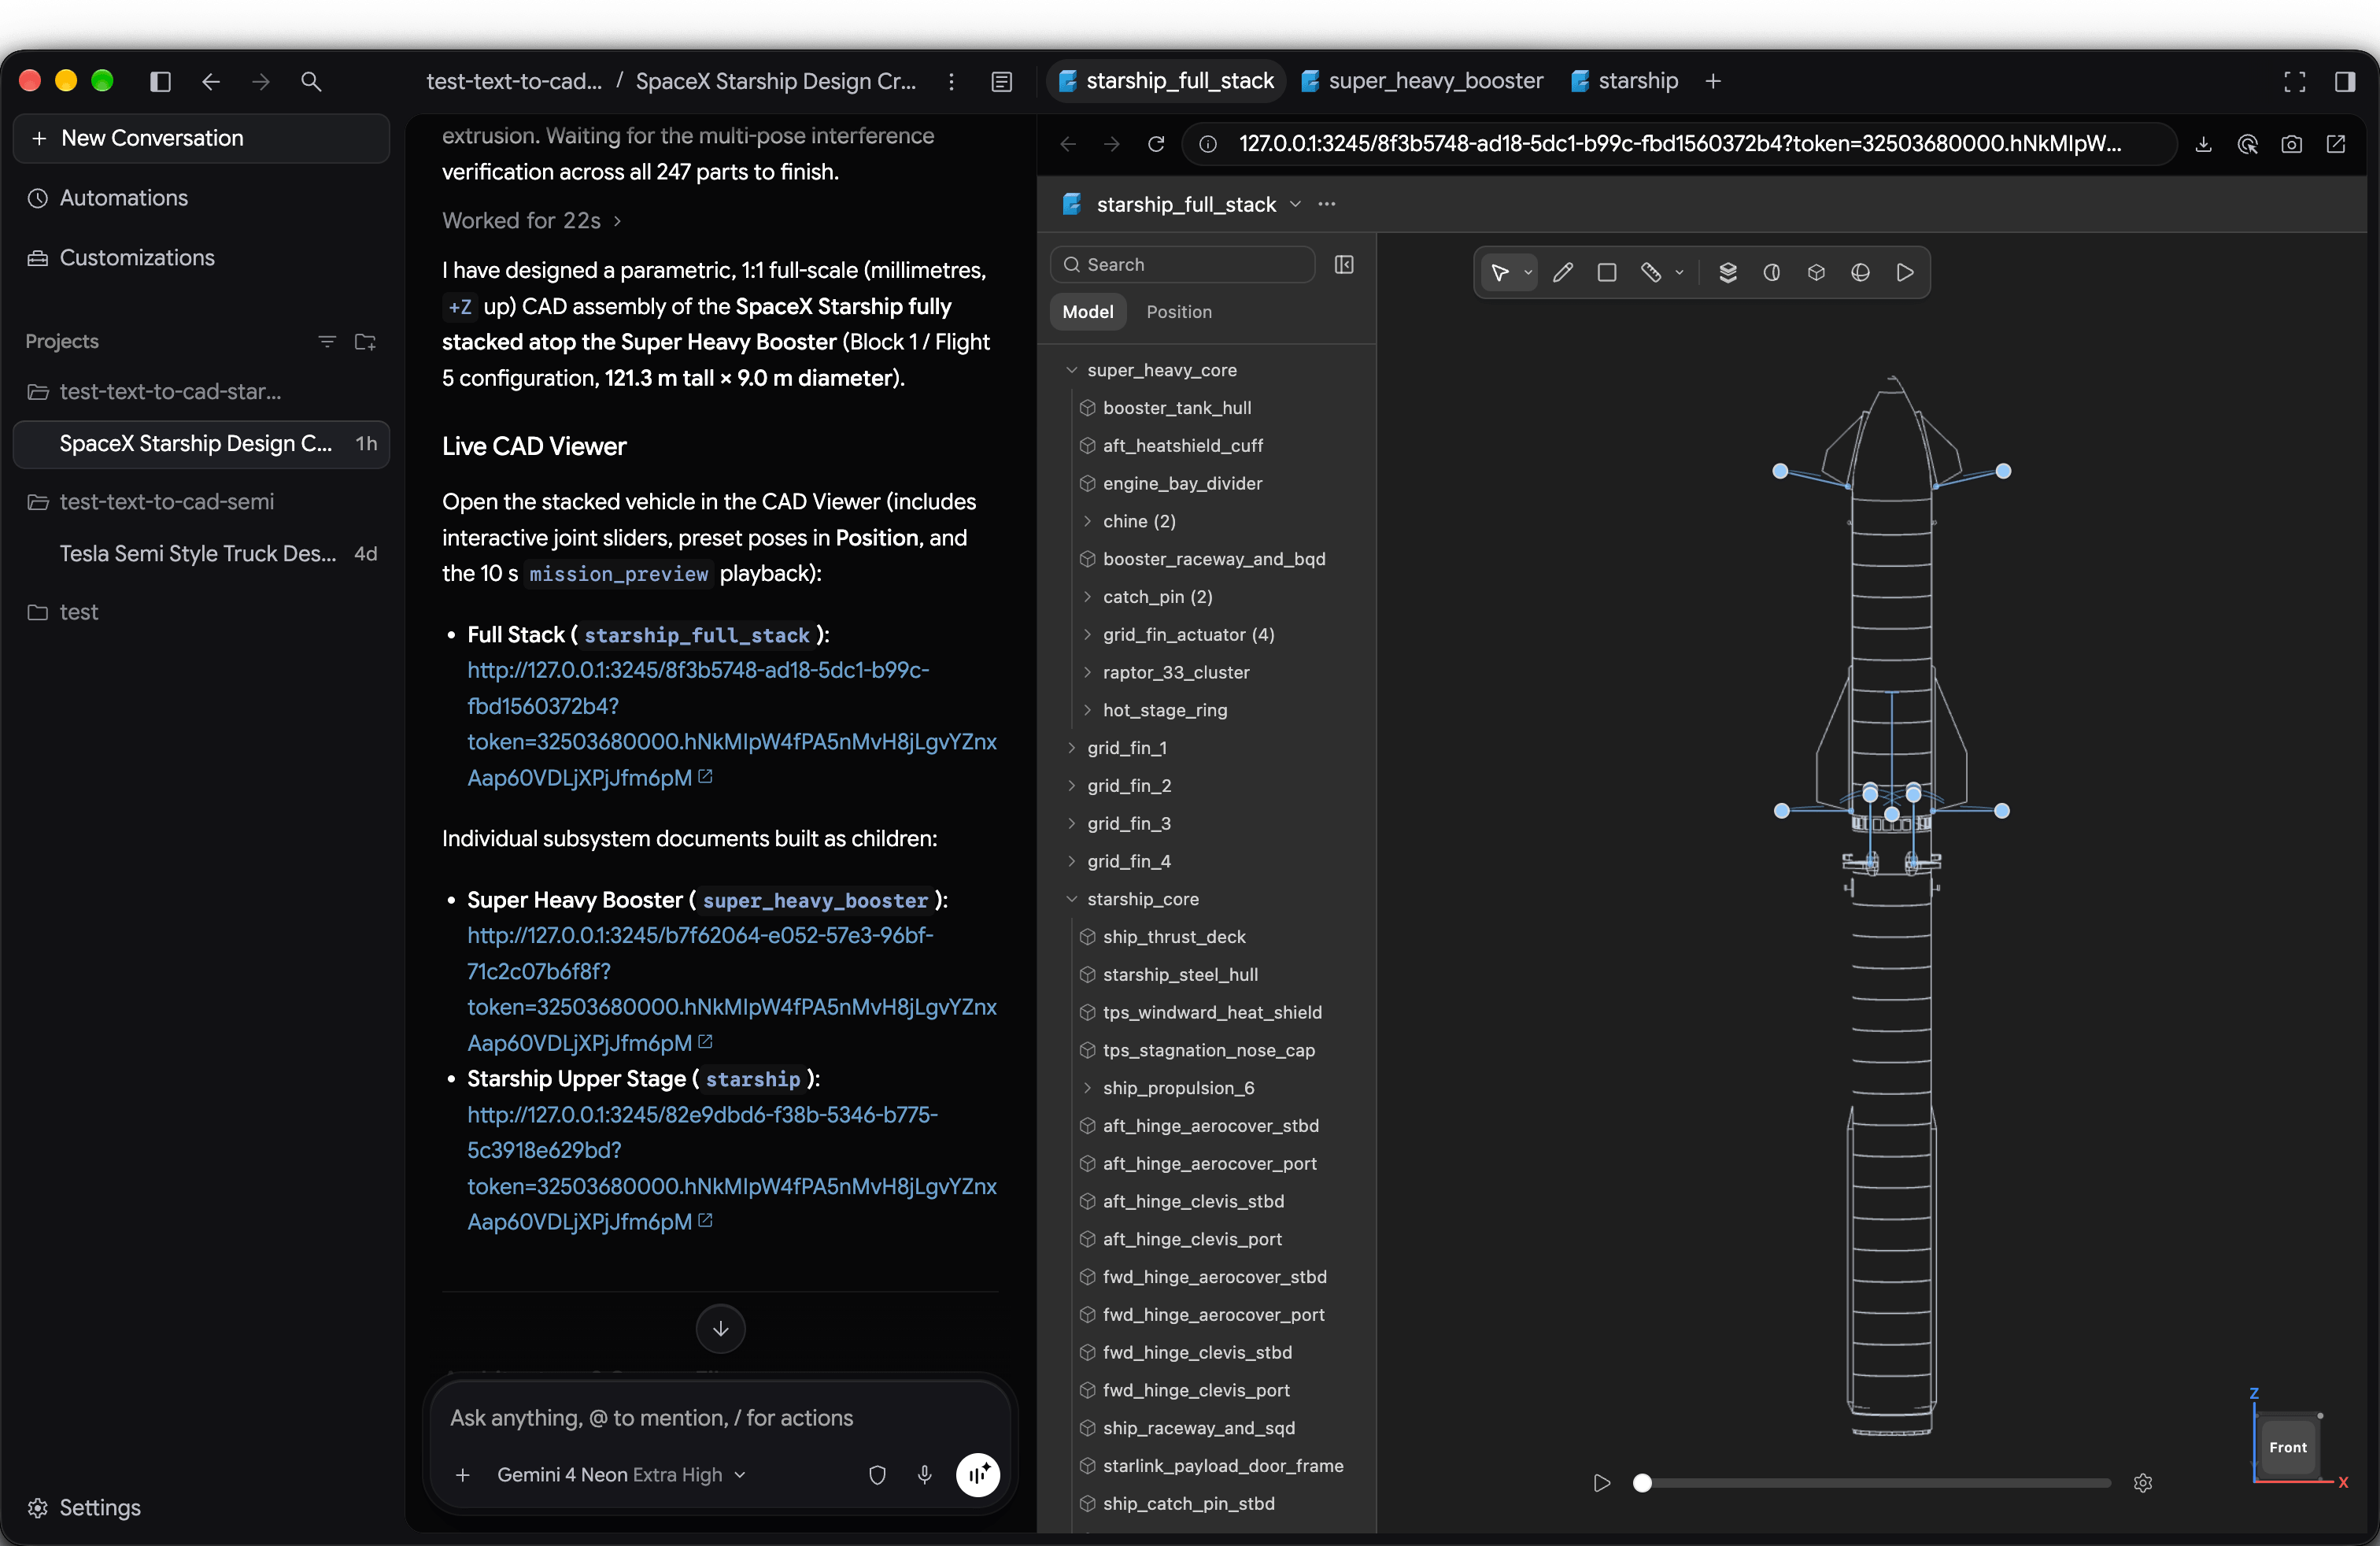 test-text-to-cad... / SpaceX Starship Design Cr...
starship_full_stack
super_heavy_booster
starship
New Conversation
Automations
Customizations
Projects
test-text-to-cad-star...
SpaceX Starship Design C... 1h
test-text-to-cad-semi
Tesla Semi Style Truck Des... 4d
test
Settings
extrusion. Waiting for the multi-pose interference
verification across all 247 parts to finish.
Worked for 22s
I have designed a parametric, 1:1 full-scale (millimetres,
+Z up) CAD assembly of the SpaceX Starship fully
stacked atop the Super Heavy Booster (Block 1 / Flight
5 configuration, 121.3 m tall × 9.0 m diameter).
Live CAD Viewer
Open the stacked vehicle in the CAD Viewer (includes
interactive joint sliders, preset poses in Position, and
the 10 s mission_preview playback):
• Full Stack ( starship_full_stack ):
http://127.0.0.1:3245/8f3b5748-ad18-5dc1-b99c-
fbd1560372b4?
token=32503680000.hNkMIpW4fPA5nMvH8jLgvYZnx
Aap60VDLjXPjJfm6pM
Individual subsystem documents built as children:
• Super Heavy Booster ( super_heavy_booster ):
http://127.0.0.1:3245/b7f62064-e052-57e3-96bf-
71c2c07b6f8f?
token=32503680000.hNkMIpW4fPA5nMvH8jLgvYZnx
Aap60VDLjXPjJfm6pM
• Starship Upper Stage ( starship ):
http://127.0.0.1:3245/82e9dbd6-f38b-5346-b775-
5c3918e629bd?
token=32503680000.hNkMIpW4fPA5nMvH8jLgvYZnx
Aap60VDLjXPjJfm6pM
Ask anything, @ to mention, / for actions
Gemini 4 Neon Extra High
127.0.0.1:3245/8f3b5748-ad18-5dc1-b99c-fbd1560372b4?token=32503680000.hNkMIpW...
starship_full_stack
Search
Model Position
super_heavy_core
booster_tank_hull
aft_heatshield_cuff
engine_bay_divider
chine (2)
booster_raceway_and_bqd
catch_pin (2)
grid_fin_actuator (4)
raptor_33_cluster
hot_stage_ring
grid_fin_1
grid_fin_2
grid_fin_3
grid_fin_4
starship_core
ship_thrust_deck
starship_steel_hull
tps_windward_heat_shield
tps_stagnation_nose_cap
ship_propulsion_6
aft_hinge_aerocover_stbd
aft_hinge_aerocover_port
aft_hinge_clevis_stbd
aft_hinge_clevis_port
fwd_hinge_aerocover_stbd
fwd_hinge_aerocover_port
fwd_hinge_clevis_stbd
fwd_hinge_clevis_port
ship_raceway_and_sqd
starlink_payload_door_frame
ship_catch_pin_stbd
Z
Front
X